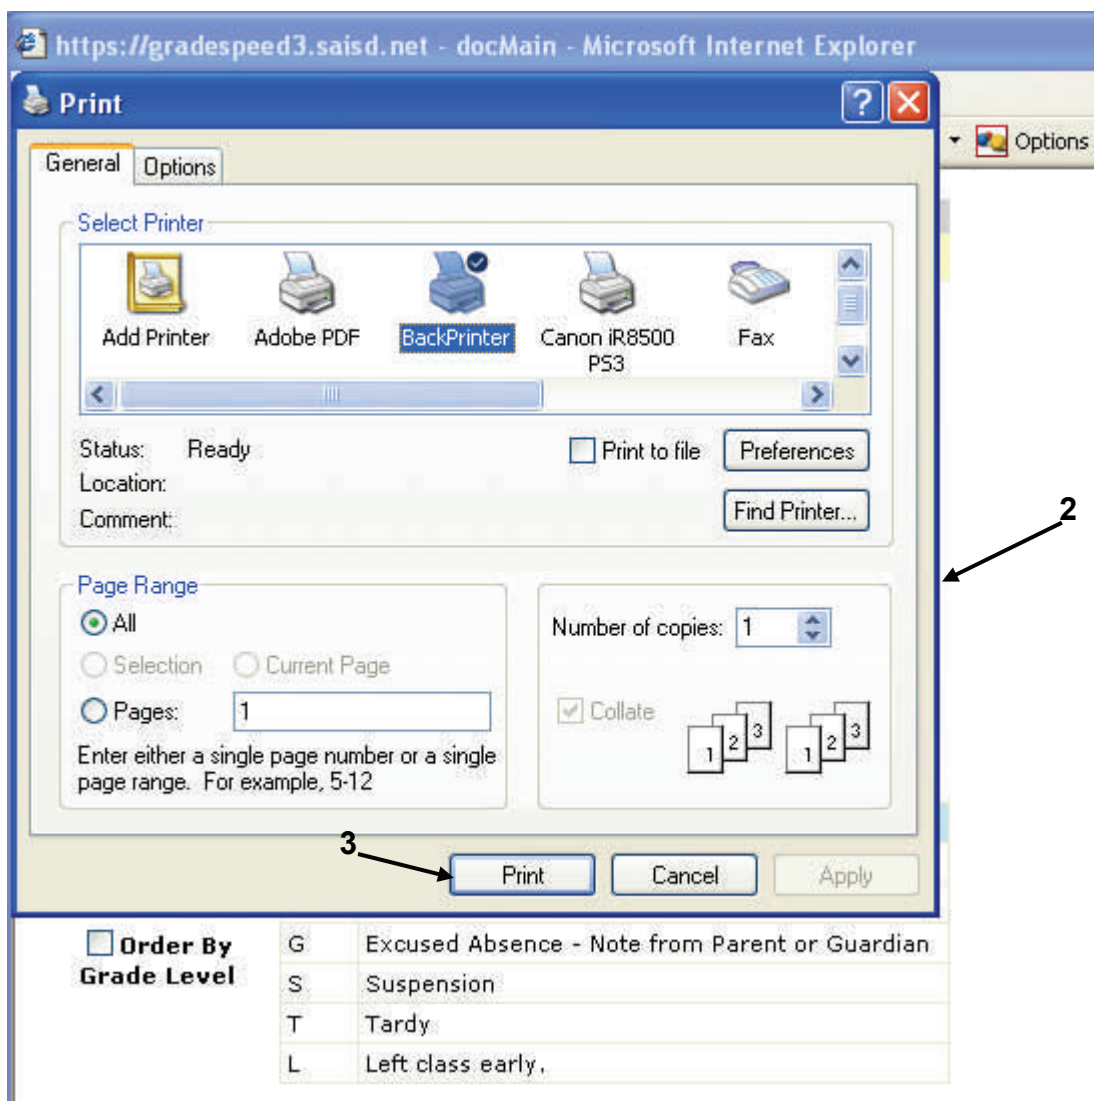 https://gradespeed3.saisd.net - docMain - Microsoft Internet Explorer
Print
Options
General Options
Select Printer
Add Printer Adobe PDF BackPrinter Canon iR8500 Fax
PS3
Status: Ready
Print to file Preferences
Location:
Comment:
Find Printer...
2
Page Range
All
Selection Current Page
Pages: 1
Enter either a single page number or a single
page range. For example, 5-12
Number of copies: 1
Collate
1 2 3 1 2 3
3
Print Cancel Apply
Order By
Grade Level
G Excused Absence - Note from Parent or Guardian
S Suspension
T Tardy
L Left class early.